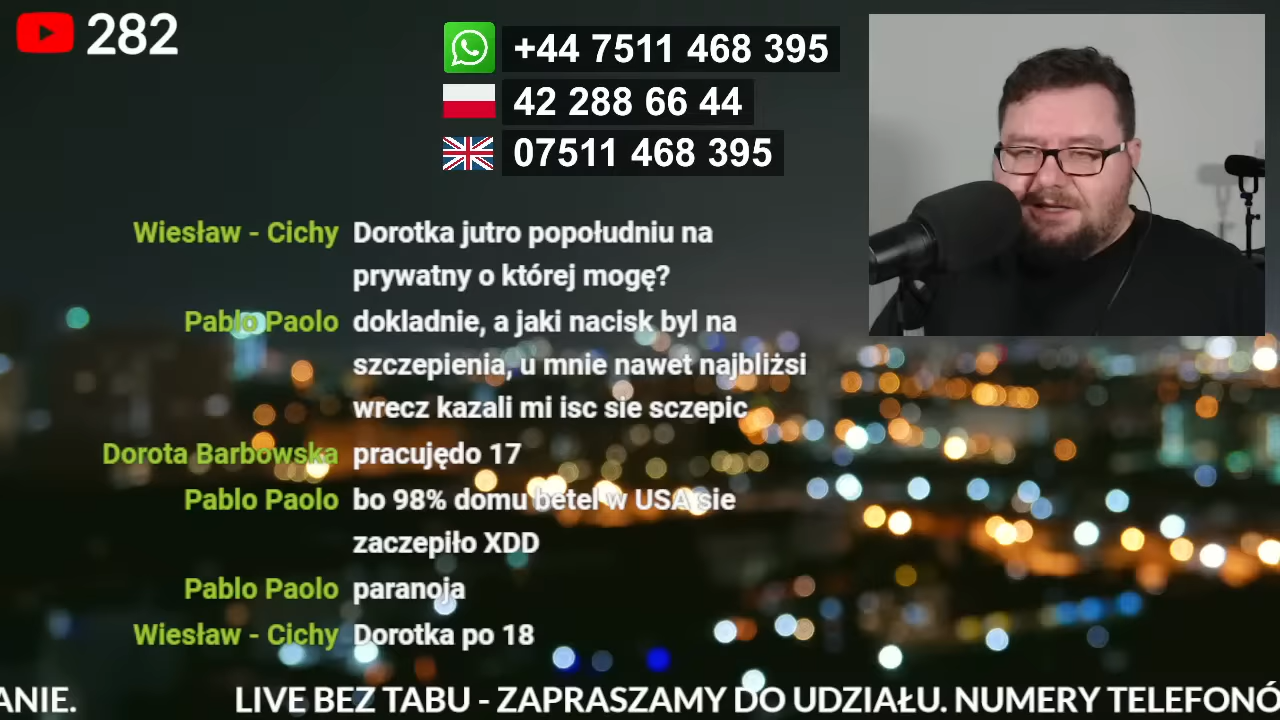 282
+44 7511 468 395
42 288 66 44
07511 468 395
Wiesław - Cichy Dorotka jutro popołudniu na
prywatny o której mogę?
Pablo Paolo dokladnie, a jaki nacisk byl na
szczepienia, u mnie nawet najbliżsi
wrecz kazali mi isc sie sczepic
Dorota Barbowska pracujędo 17
Pablo Paolo bo 98% domu betel w USA sie
zaczepiło XDD
Pablo Paolo paranoja
Wiesław - Cichy Dorotka po 18
ANIE. LIVE BEZ TABU - ZAPRASZAMY DO UDZIAŁU. NUMERY TELEFONÓ